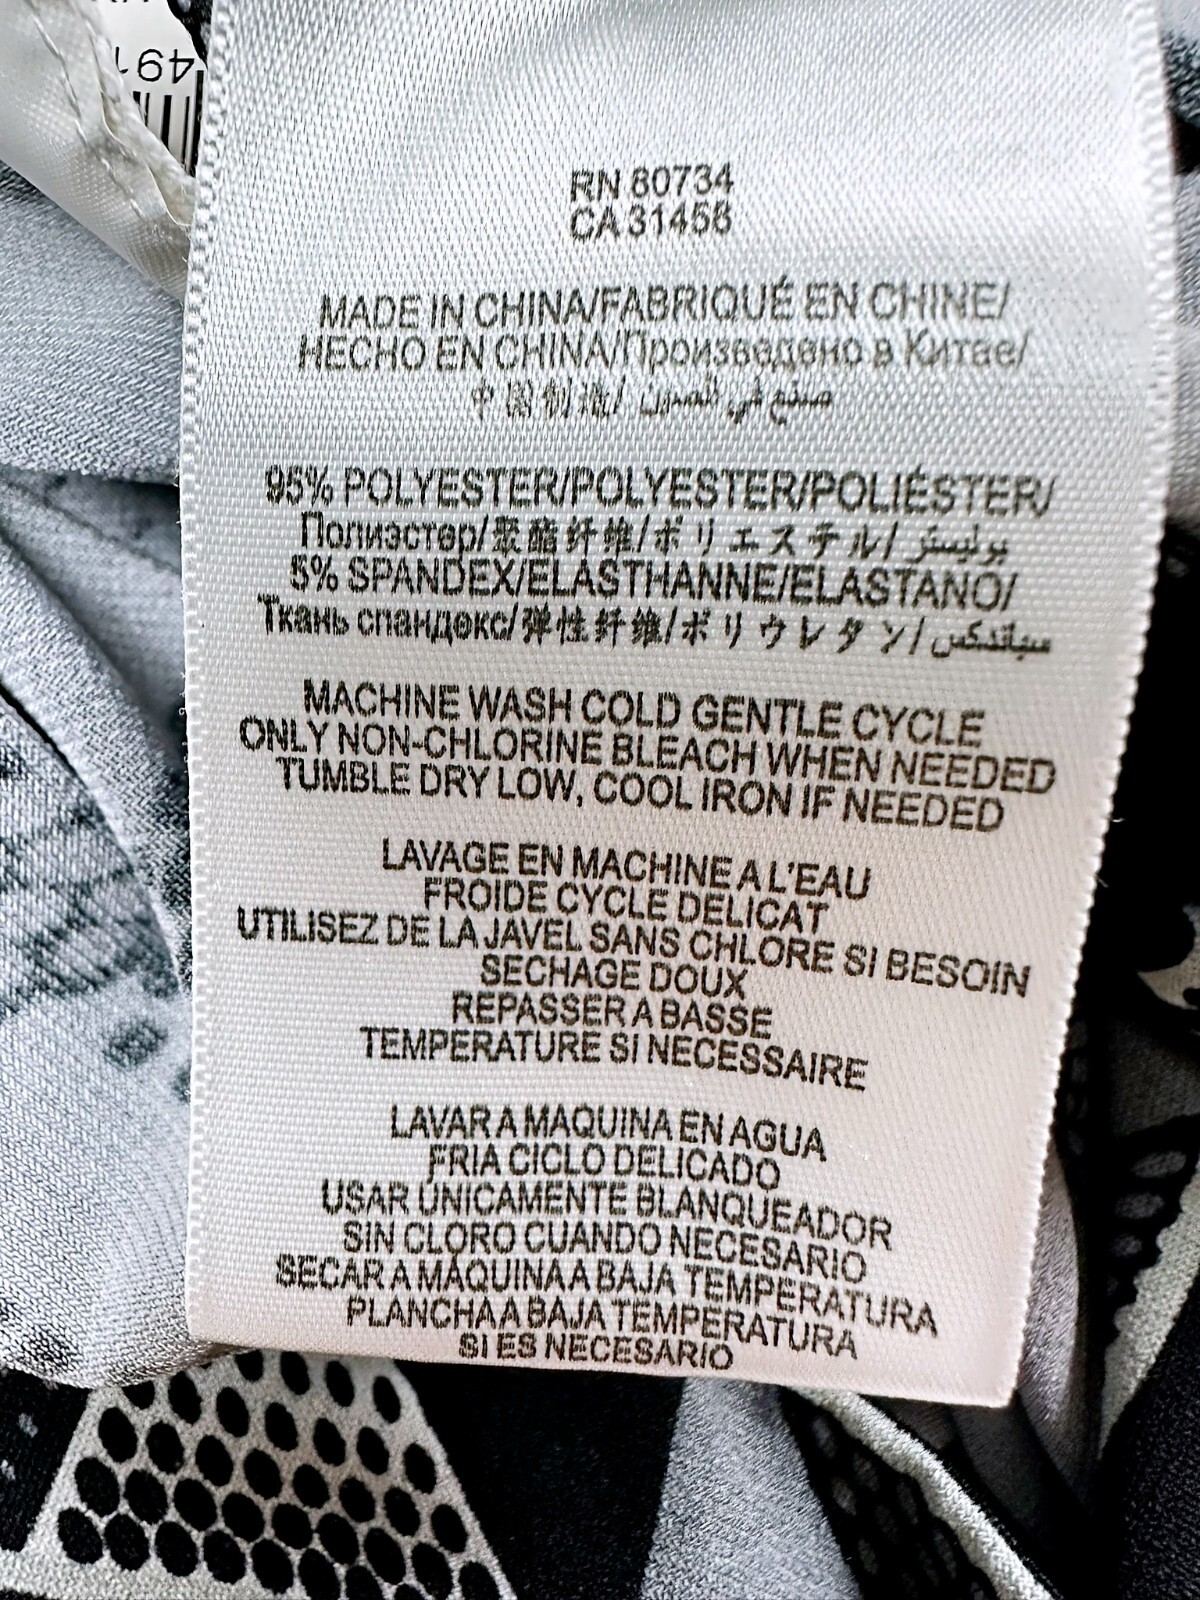 491
RN 80734
CA 31456
MADE IN CHINA/FABRIQUÉ EN CHINE/
HECHO EN CHINA/Произведено в Китае/
中国制造/ صنع في الصين
95% POLYESTER/POLYESTER/POLIÉSTER/
Полиэстер/聚酯纤维/ポリエステル/ بوليستر
5% SPANDEX/ELASTHANNE/ELASTANO/
Ткань спандекс/弹性纤维/ポリウレタン/ سباندكس
MACHINE WASH COLD GENTLE CYCLE
ONLY NON-CHLORINE BLEACH WHEN NEEDED
TUMBLE DRY LOW, COOL IRON IF NEEDED
LAVAGE EN MACHINE A L'EAU
FROIDE CYCLE DELICAT
UTILISEZ DE LA JAVEL SANS CHLORE SI BESOIN
SECHAGE DOUX
REPASSER A BASSE
TEMPERATURE SI NECESSAIRE
LAVAR A MAQUINA EN AGUA
FRIA CICLO DELICADO
USAR ÚNICAMENTE BLANQUEADOR
SIN CLORO CUANDO NECESARIO
SECAR A MÁQUINA A BAJA TEMPERATURA
PLANCHA A BAJA TEMPERATURA
SI ES NECESARIO